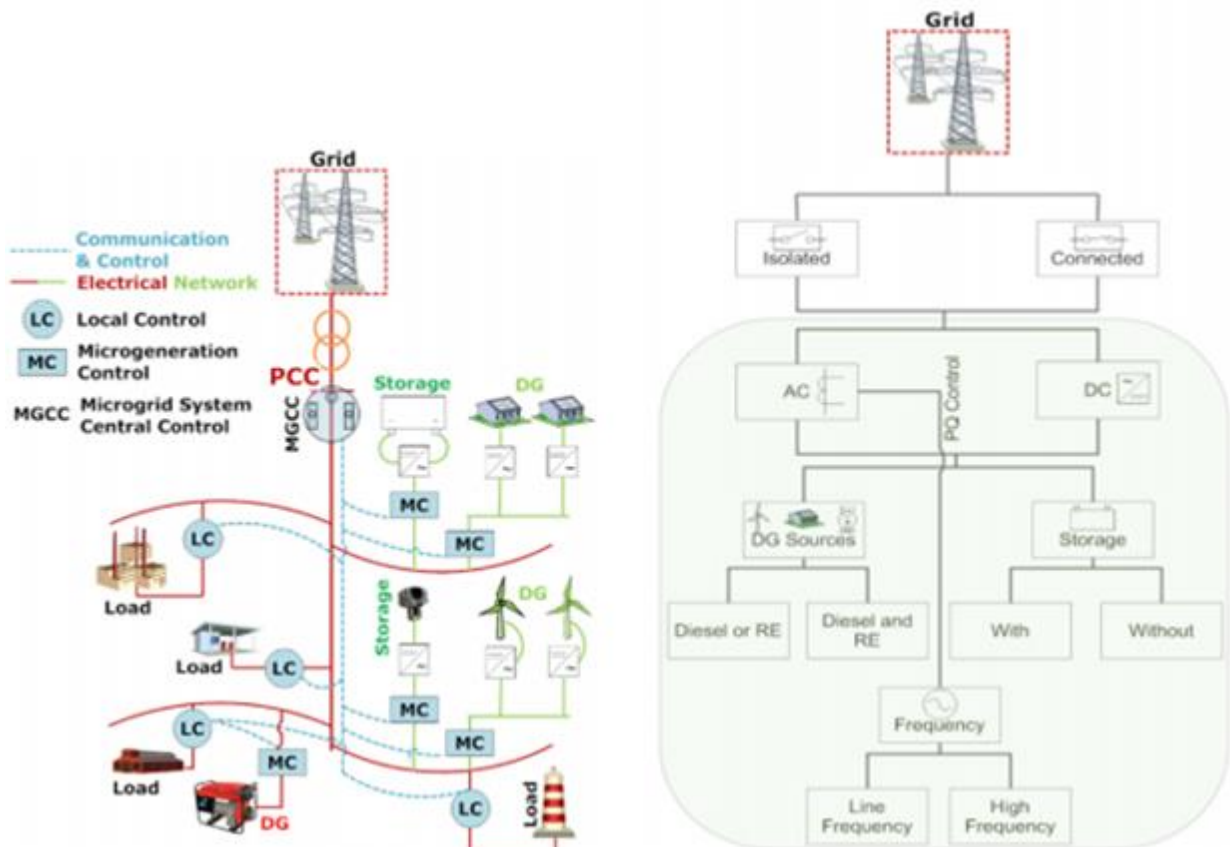 Grid
Communication
& Control
Electrical Network
LC Local Control
MC Microgeneration
Control
MGCC Microgrid System
Central Control
PCC
MGCC
Storage
DG
MC
MC
LC
Load
Storage
DG
Load
LC
MC
MC
LC
Load
MC
DG
LC
Load
Grid
Isolated
Connected
AC
PQ Control
DC
DG Sources
Storage
Diesel or RE
Diesel and
RE
With
Without
Frequency
Line
Frequency
High
Frequency